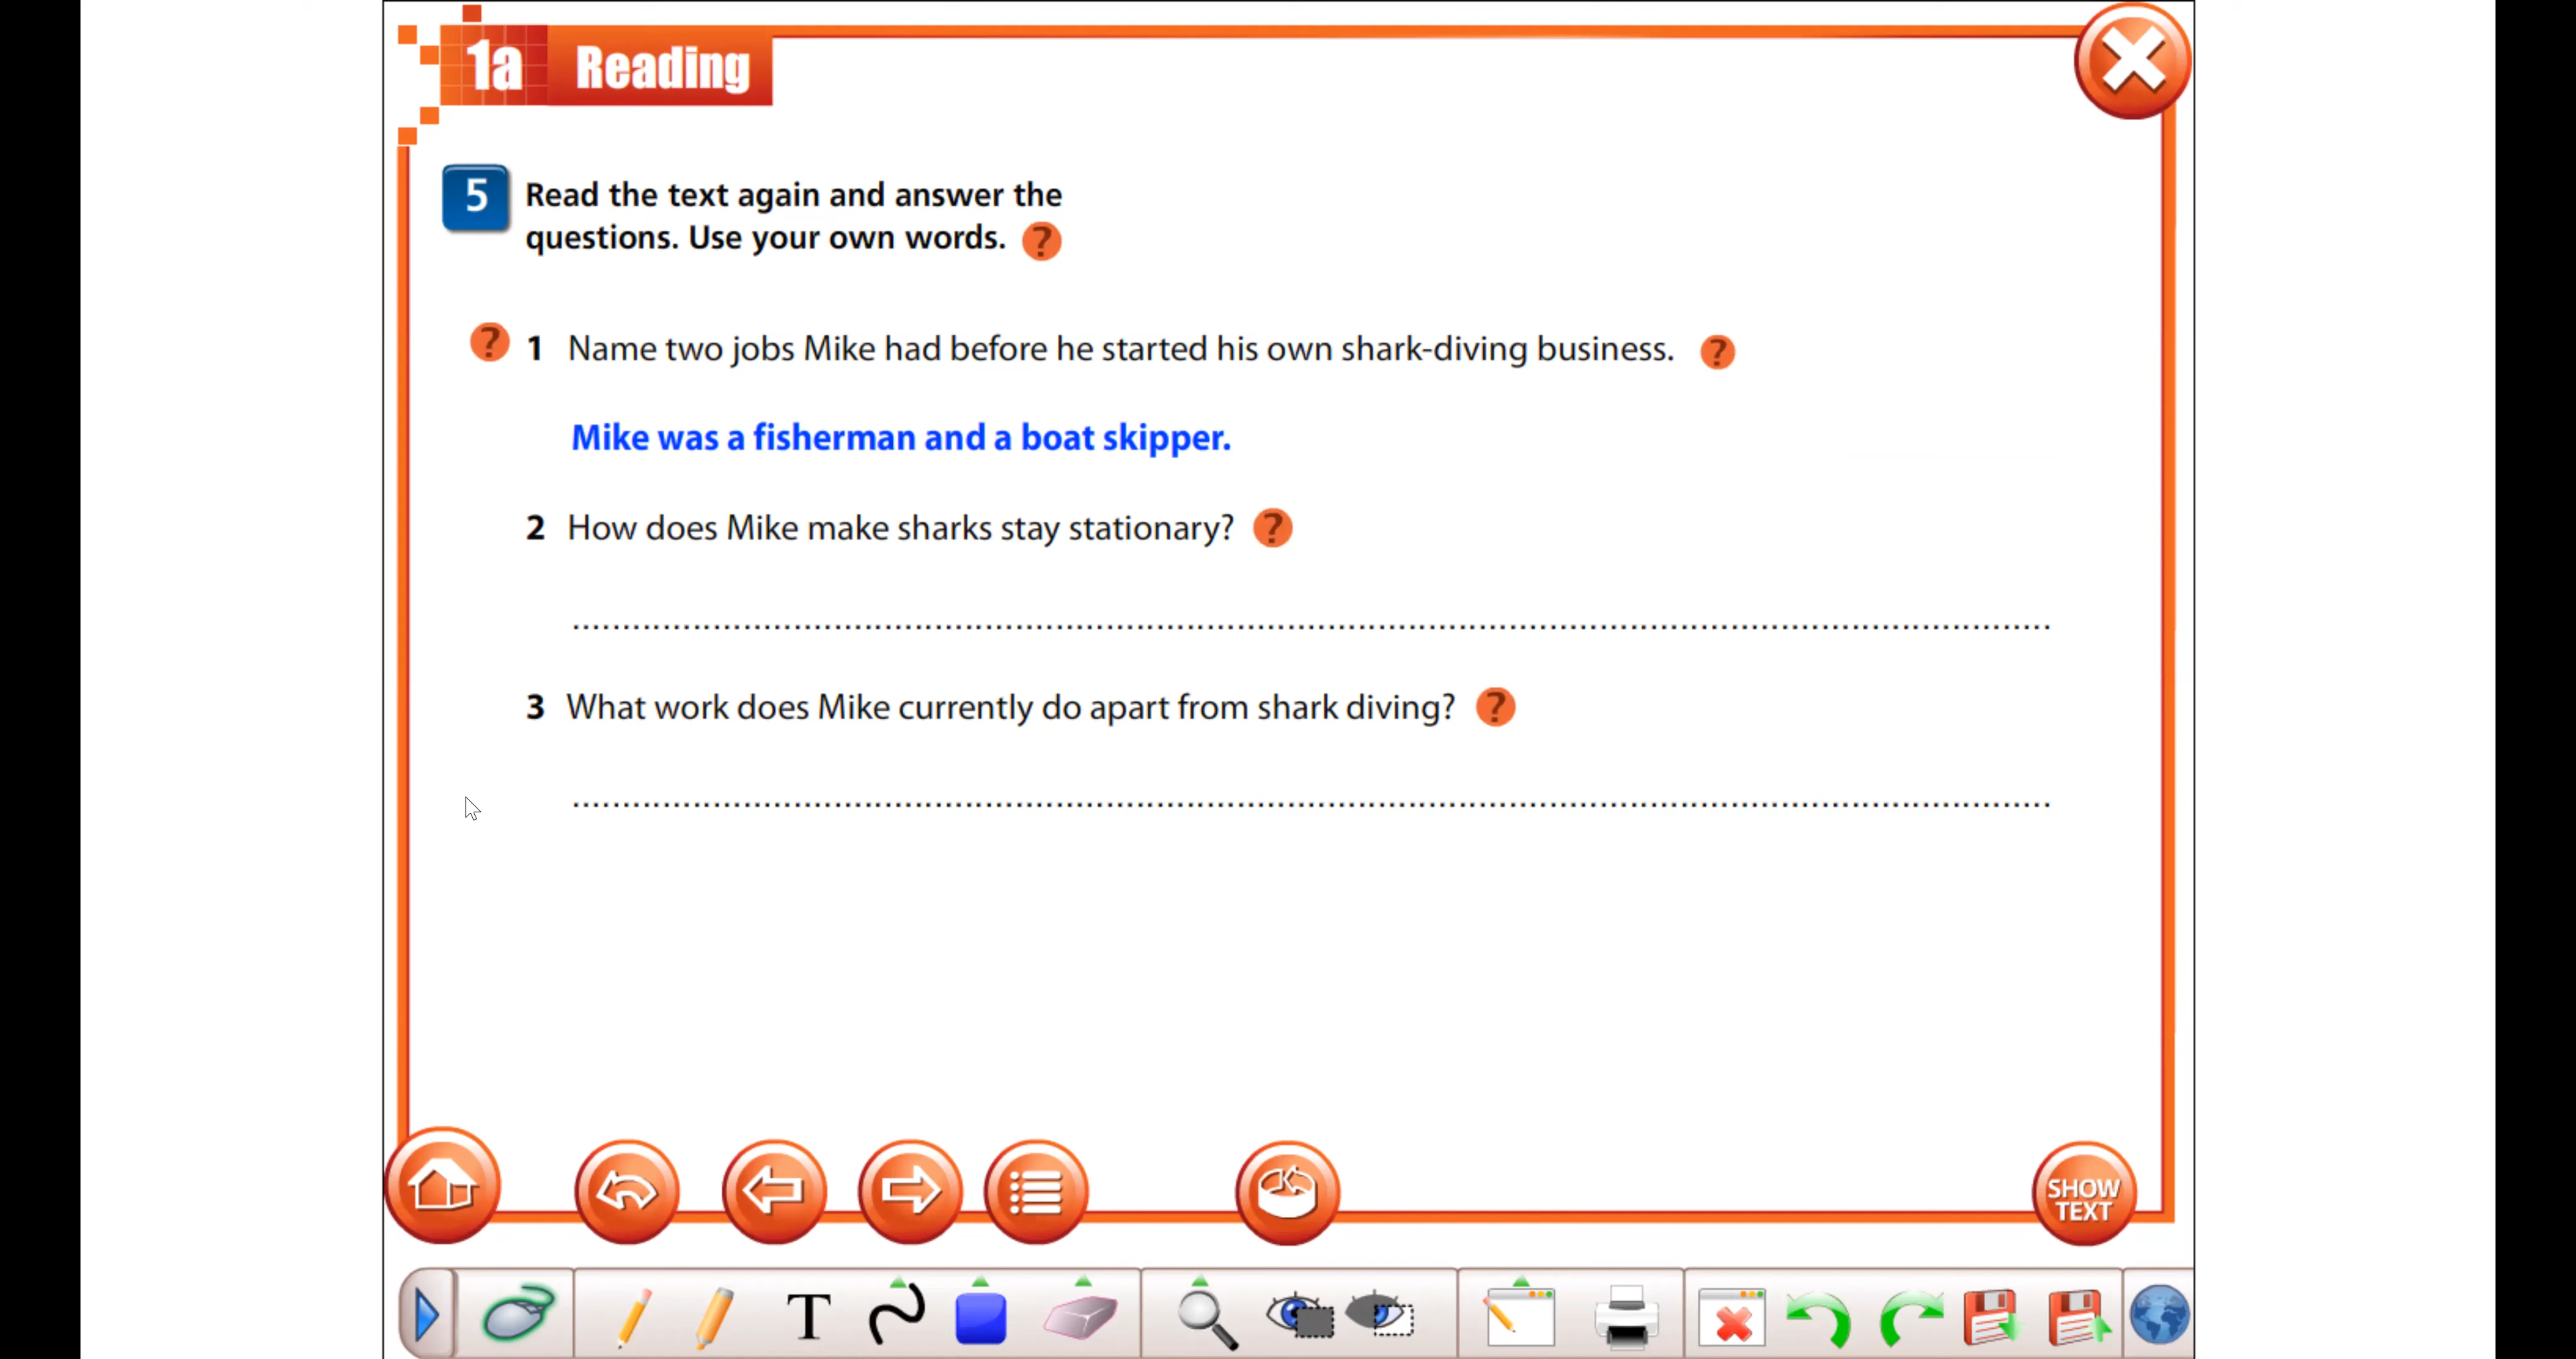 1a Reading
5 Read the text again and answer the
questions. Use your own words. ?
? 1 Name two jobs Mike had before he started his own shark-diving business. ?
Mike was a fisherman and a boat skipper.
2 How does Mike make sharks stay stationary? ?
3 What work does Mike currently do apart from shark diving? ?
SHOW
TEXT
T